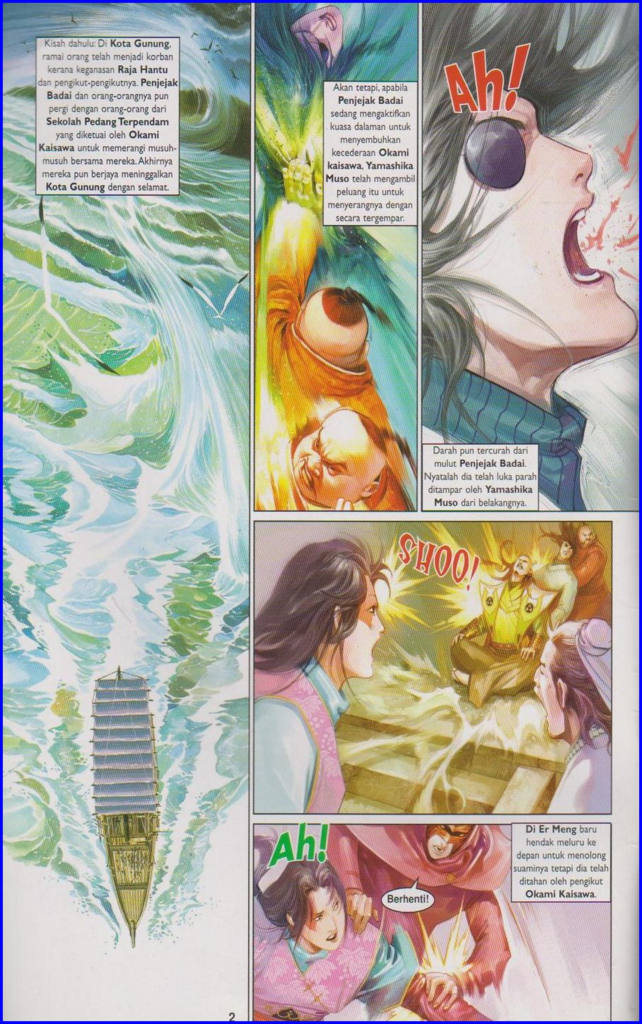 Kisah dahulu: Di Kota Gunung,
ramai orang telah menjadi korban
kerana keganasan Raja Hantu
dan pengikut-pengikutnya. Penjejak
Badai dan orang-orangnya pun
pergi dengan orang-orang dari
Sekolah Pedang Terpendam
yang diketuai oleh Okami
Kaisawa untuk memerangi musuh-
musuh bersama mereka. Akhirnya
mereka pun berjaya meninggalkan
Kota Gunung dengan selamat.
Akan tetapi, apabila
Penjejak Badai
sedang mengaktifkan
kuasa dalaman untuk
menyembuhkan
kecederaan Okami
kaisawa, Yamashika
Muso telah mengambil
peluang itu untuk
menyerangnya dengan
secara tergempar.
Ah!
Darah pun tercurah dari
mulut Penjejak Badai.
Nyatalah dia telah luka parah
ditampar oleh Yamashika
Muso dari belakangnya.
SHOO!
Ah!
Berhenti!
Di Er Meng baru
hendak meluru ke
depan untuk menolong
suaminya tetapi dia telah
ditahan oleh pengikut
Okami Kaisawa.
2